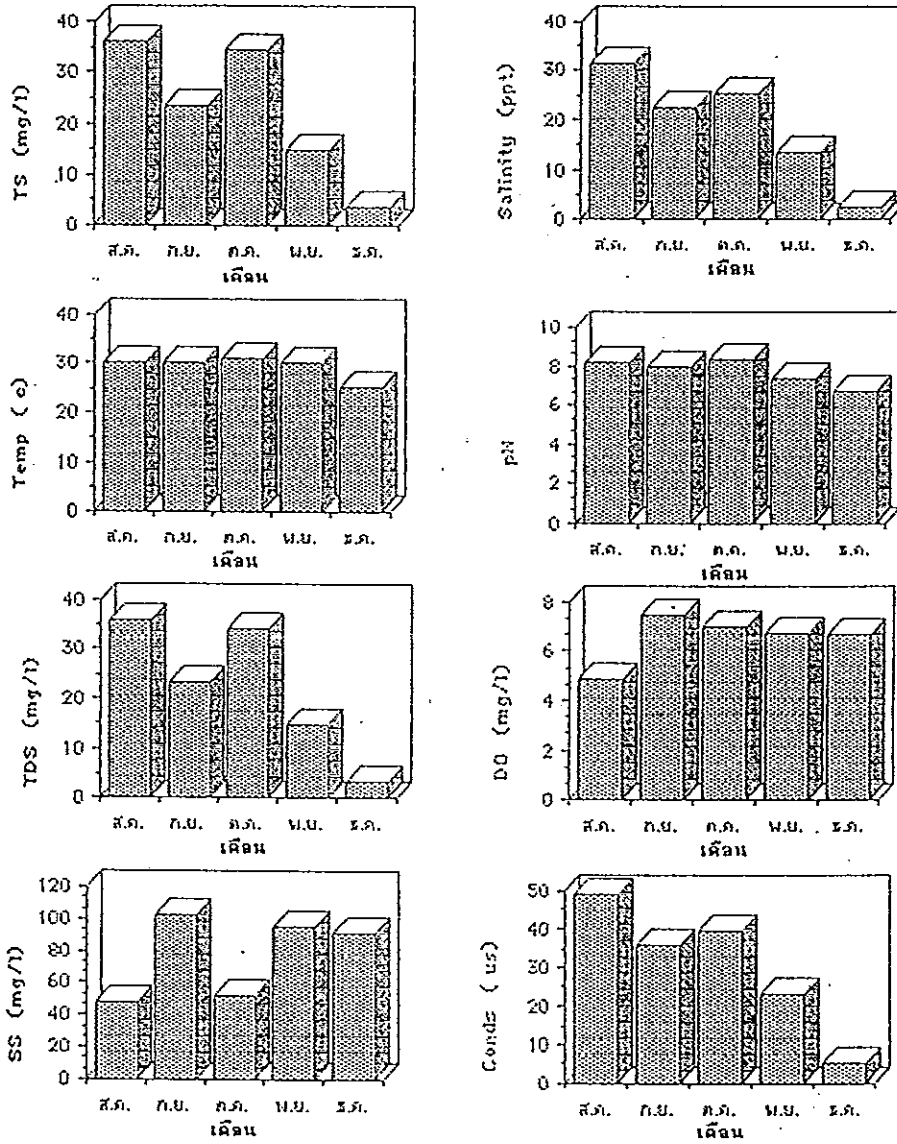 TS (mg/l)
40
30
20
10
0
ส.ค. ก.ย. ต.ค. พ.ย. ธ.ค.
เดือน
Salinity (ppt)
40
30
20
10
0
ส.ค. ก.ย. ต.ค. พ.ย. ธ.ค.
เดือน
Temp ( c)
40
30
20
10
0
ส.ค. ก.ย. ต.ค. พ.ย. ธ.ค.
เดือน
pH
10
8
6
4
2
0
ส.ค. ก.ย. ต.ค. พ.ย. ธ.ค.
เดือน
TDS (mg/l)
40
30
20
10
0
ส.ค. ก.ย. ต.ค. พ.ย. ธ.ค.
เดือน
DO (mg/l)
8
6
4
2
0
ส.ค. ก.ย. ต.ค. พ.ย. ธ.ค.
เดือน
SS (mg/l)
120
100
80
60
40
20
0
ส.ค. ก.ย. ต.ค. พ.ย. ธ.ค.
เดือน
Conds ( us)
50
40
30
20
10
0
ส.ค. ก.ย. ต.ค. พ.ย. ธ.ค.
เดือน